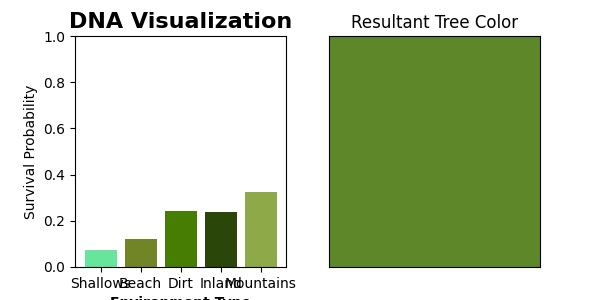 DNA Visualization
Resultant Tree Color
1.0
0.8
0.6
0.4
0.2
0.0
Survival Probability
Shallows Beach Dirt Inland Mountains
Environment Type